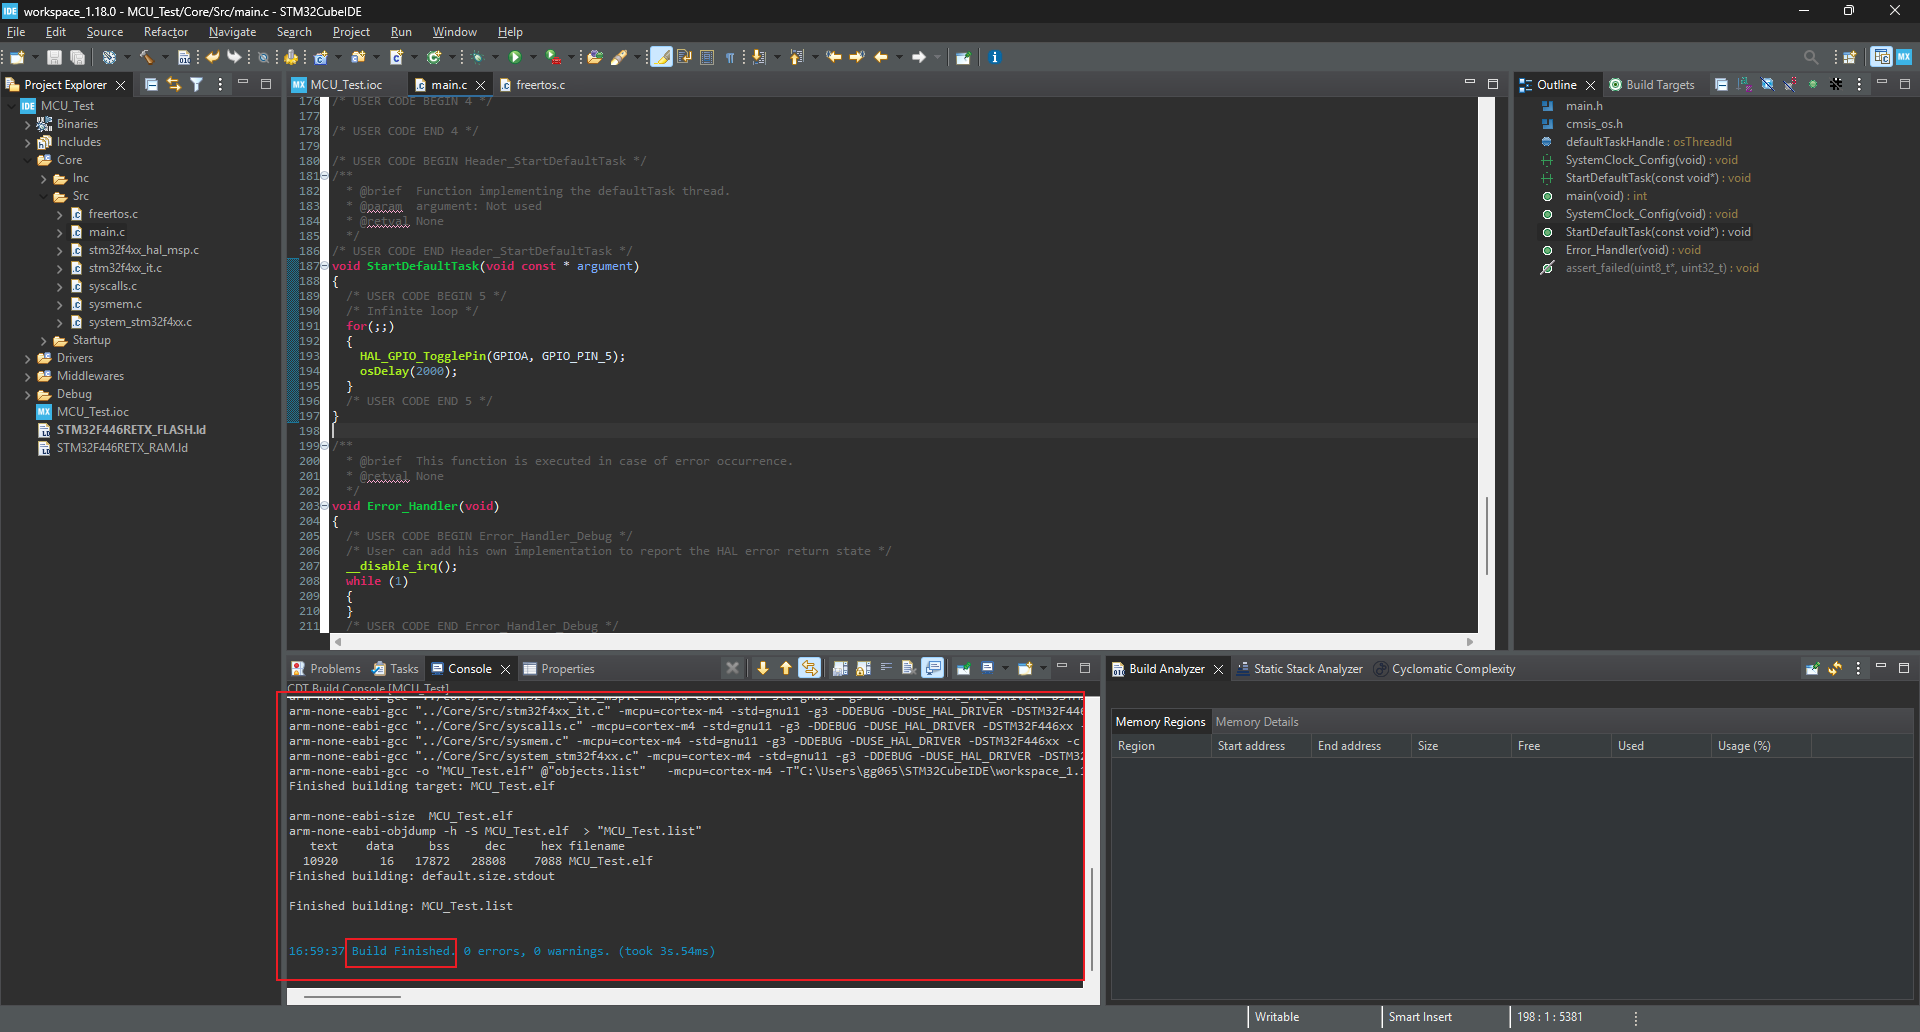 workspace_1.18.0 - MCU_Test/Core/Src/main.c - STM32CubeIDE
File Edit Source Refactor Navigate Search Project Run Window Help
Project Explorer
MCU_Test
Binaries
Includes
Core
Inc
Src
freertos.c
main.c
stm32f4xx_hal_msp.c
stm32f4xx_it.c
syscalls.c
sysmem.c
system_stm32f4xx.c
Startup
Drivers
Middlewares
Debug
MCU_Test.ioc
STM32F446RETX_FLASH.ld
STM32F446RETX_RAM.ld
MCU_Test.ioc main.c freertos.c
176 /* USER CODE BEGIN 4 */
177
178 /* USER CODE END 4 */
179
180 /* USER CODE BEGIN Header_StartDefaultTask */
181 /**
182 * @brief Function implementing the defaultTask thread.
183 * @param argument: Not used
184 * @retval None
185 */
186 /* USER CODE END Header_StartDefaultTask */
187 void StartDefaultTask(void const * argument)
188 {
189 /* USER CODE BEGIN 5 */
190 /* Infinite loop */
191 for(;;)
192 {
193 HAL_GPIO_TogglePin(GPIOA, GPIO_PIN_5);
194 osDelay(2000);
195 }
196 /* USER CODE END 5 */
197 }
198
199 /**
200 * @brief This function is executed in case of error occurrence.
201 * @retval None
202 */
203 void Error_Handler(void)
204 {
205 /* USER CODE BEGIN Error_Handler_Debug */
206 /* User can add his own implementation to report the HAL error return state */
207 __disable_irq();
208 while (1)
209 {
210 }
211 /* USER CODE END Error_Handler_Debug */
Outline Build Targets
main.h
cmsis_os.h
defaultTaskHandle : osThreadId
SystemClock_Config(void) : void
StartDefaultTask(const void*) : void
main(void) : int
SystemClock_Config(void) : void
StartDefaultTask(const void*) : void
Error_Handler(void) : void
assert_failed(uint8_t*, uint32_t) : void
Problems Tasks Console Properties
CDT Build Console [MCU_Test]
arm-none-eabi-gcc "../Core/Src/stm32f4xx_hal_msp.c" -mcpu=cortex-m4 -std=gnu11 -g3 -DDEBUG -DUSE_HAL_DRIVER -DSTM
arm-none-eabi-gcc "../Core/Src/stm32f4xx_it.c" -mcpu=cortex-m4 -std=gnu11 -g3 -DDEBUG -DUSE_HAL_DRIVER -DSTM32F446
arm-none-eabi-gcc "../Core/Src/syscalls.c" -mcpu=cortex-m4 -std=gnu11 -g3 -DDEBUG -DUSE_HAL_DRIVER -DSTM32F446xx -
arm-none-eabi-gcc "../Core/Src/sysmem.c" -mcpu=cortex-m4 -std=gnu11 -g3 -DDEBUG -DUSE_HAL_DRIVER -DSTM32F446xx -c
arm-none-eabi-gcc "../Core/Src/system_stm32f4xx.c" -mcpu=cortex-m4 -std=gnu11 -g3 -DDEBUG -DUSE_HAL_DRIVER -DSTM32
arm-none-eabi-gcc -o "MCU_Test.elf" @"objects.list" -mcpu=cortex-m4 -T"C:\Users\gg065\STM32CubeIDE\workspace_1.1
Finished building target: MCU_Test.elf
arm-none-eabi-size MCU_Test.elf
arm-none-eabi-objdump -h -S MCU_Test.elf > "MCU_Test.list"
text data bss dec hex filename
10920 16 17872 28808 7088 MCU_Test.elf
Finished building: default.size.stdout
Finished building: MCU_Test.list
16:59:37 Build Finished. 0 errors, 0 warnings. (took 3s.54ms)
Build Analyzer Static Stack Analyzer Cyclomatic Complexity
Memory Regions Memory Details
Region Start address End address Size Free Used Usage (%)
Writable Smart Insert 198 : 1 : 5381